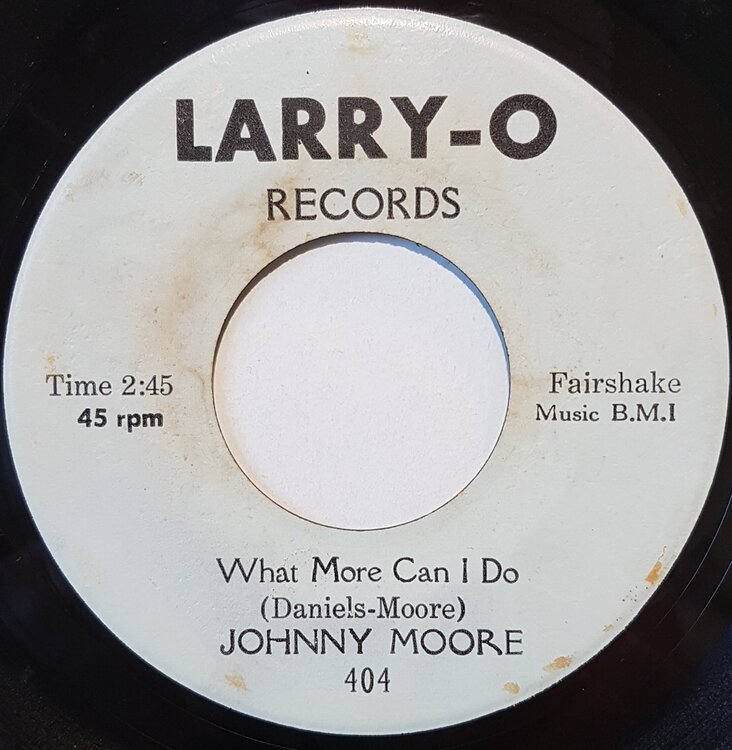 LARRY-O
RECORDS
Time 2:45
45 rpm
Fairshake
Music B.M.I
What More Can I Do
(Daniels-Moore)
JOHNNY MOORE
404